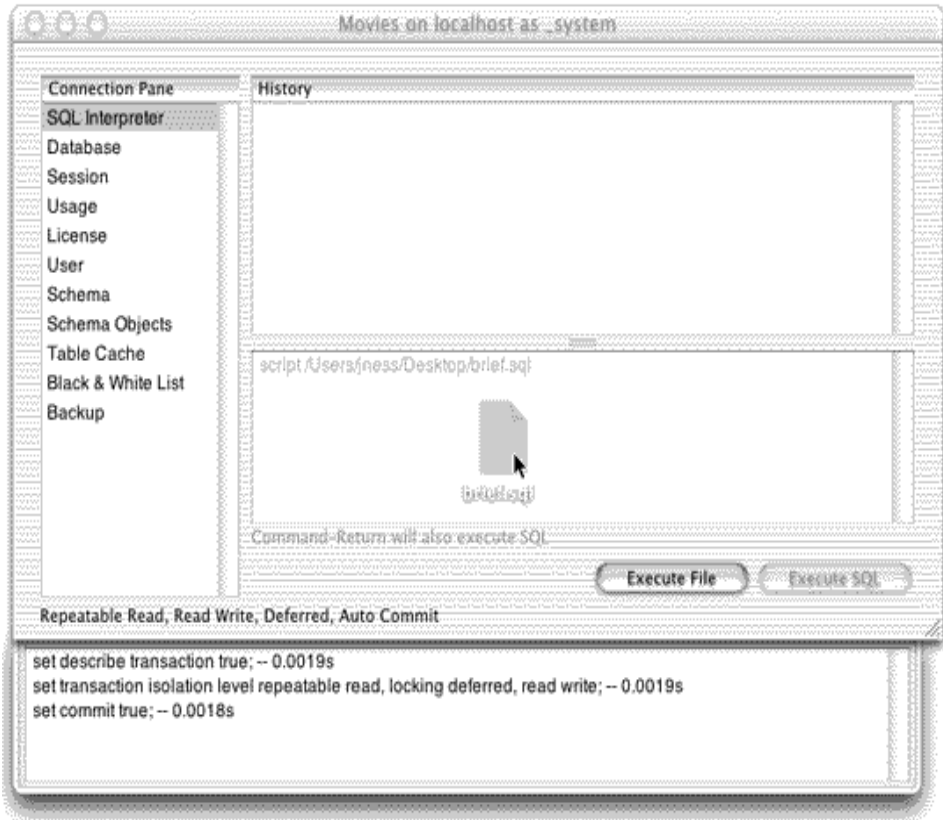 Movies on localhost as _system
Connection Pane
SQL Interpreter
Database
Session
Usage
License
User
Schema
Schema Objects
Table Cache
Black & White List
Backup
History
script /Users/jness/Desktop/brief.sql
brief.sql
Command-Return will also execute SQL
Execute File
Execute SQL
Repeatable Read, Read Write, Deferred, Auto Commit
set describe transaction true; -- 0.0019s
set transaction isolation level repeatable read, locking deferred, read write; -- 0.0019s
set commit true; -- 0.0018s